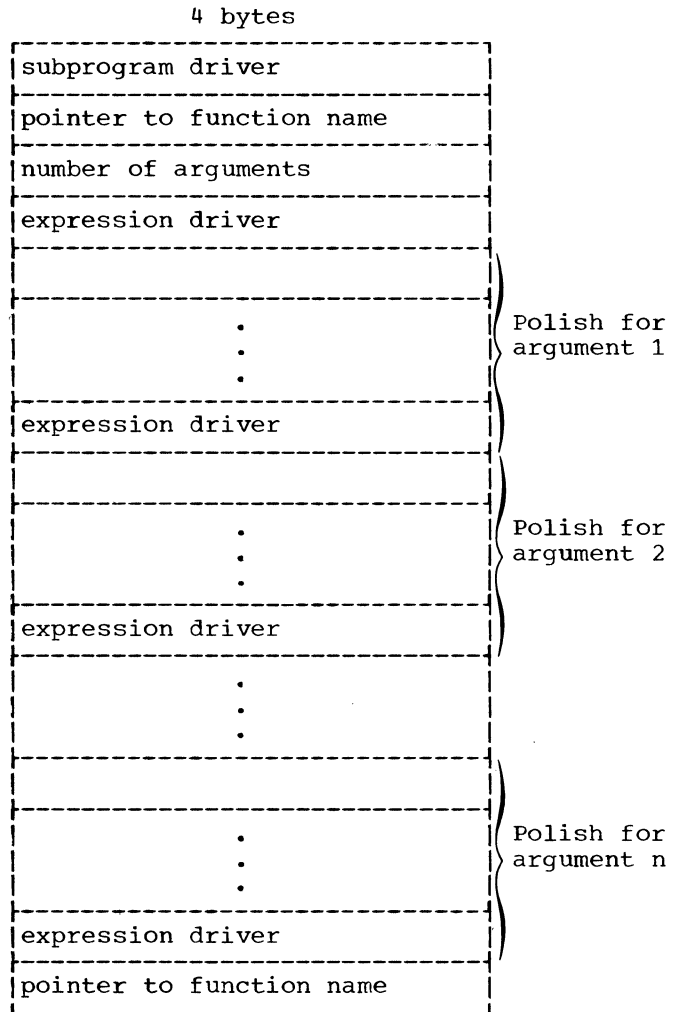 4 bytes
subprogram driver
pointer to function name
number of arguments
expression driver
Polish for
argument 1
expression driver
Polish for
argument 2
expression driver
Polish for
argument n
expression driver
pointer to function name